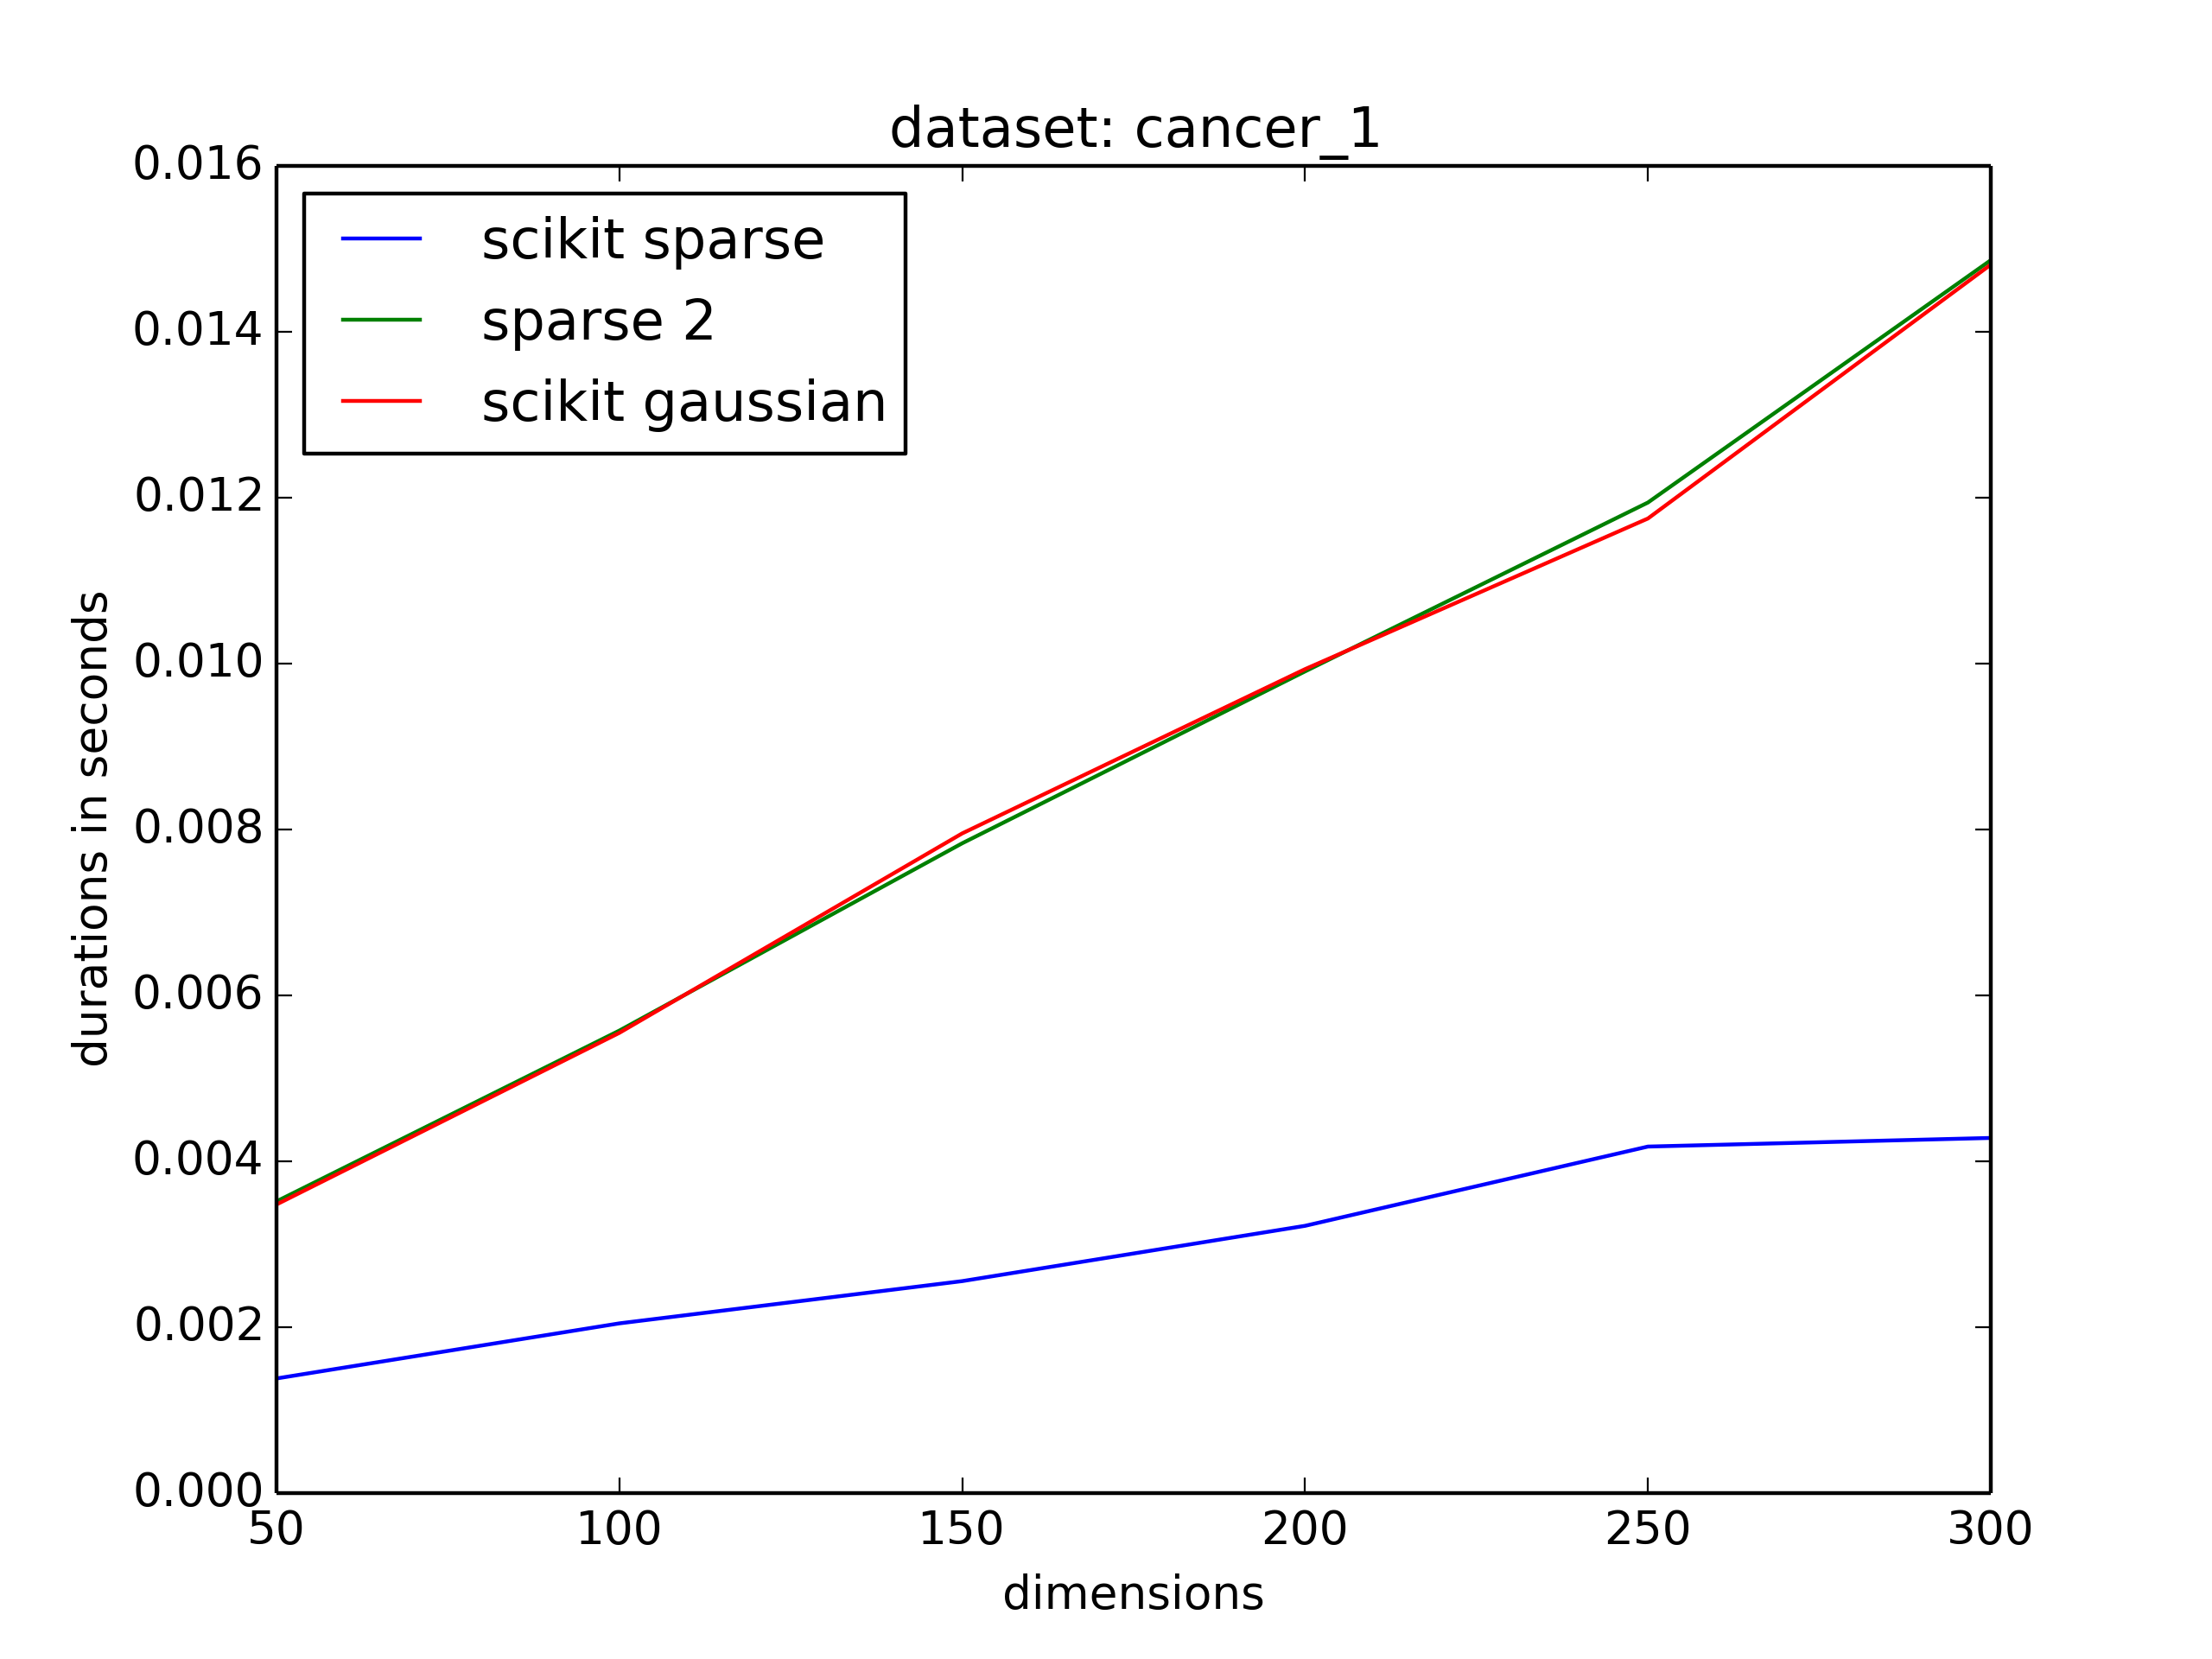 dataset: cancer_1
0.016
0.014
0.012
0.010
0.008
0.006
0.004
0.002
0.000
durations in seconds
scikit sparse
sparse 2
scikit gaussian
50 100 150 200 250 300
dimensions